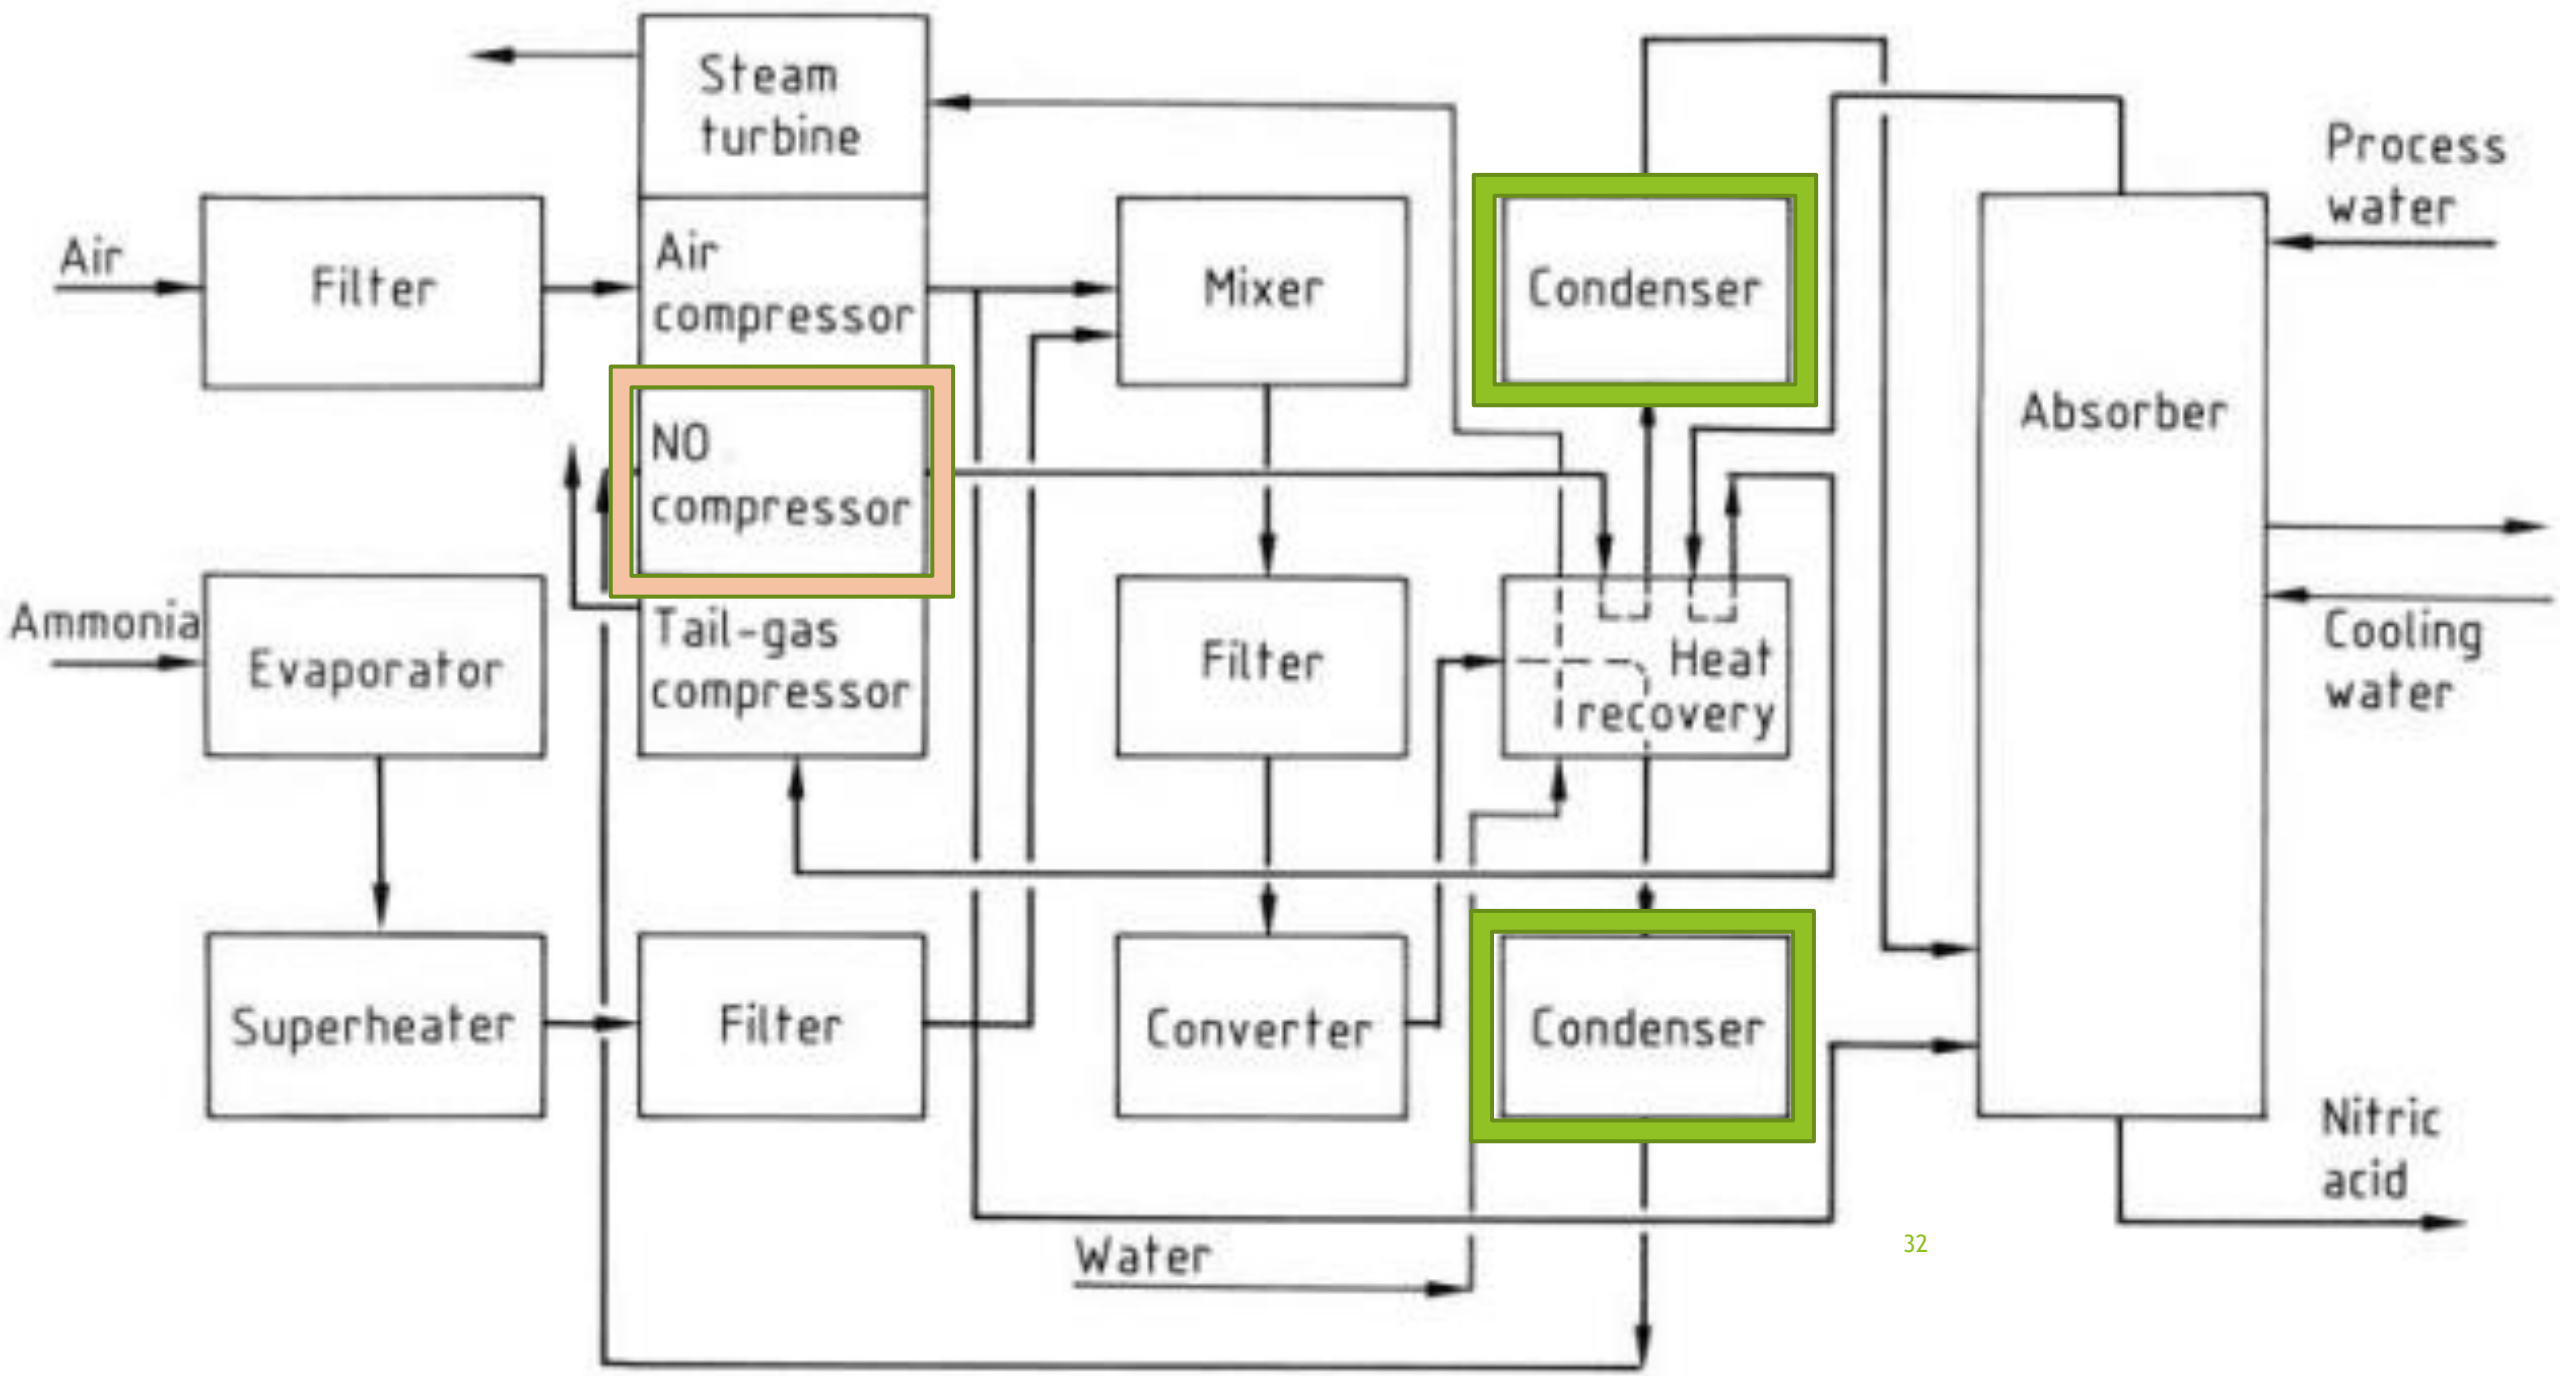 Steam
turbine
Process
water
Air
Filter
Air
compressor
Mixer
Condenser
Absorber
NO
compressor
Ammonia
Evaporator
Tail-gas
compressor
Filter
Heat
recovery
Cooling
water
Superheater
Filter
Converter
Condenser
Nitric
acid
Water
32